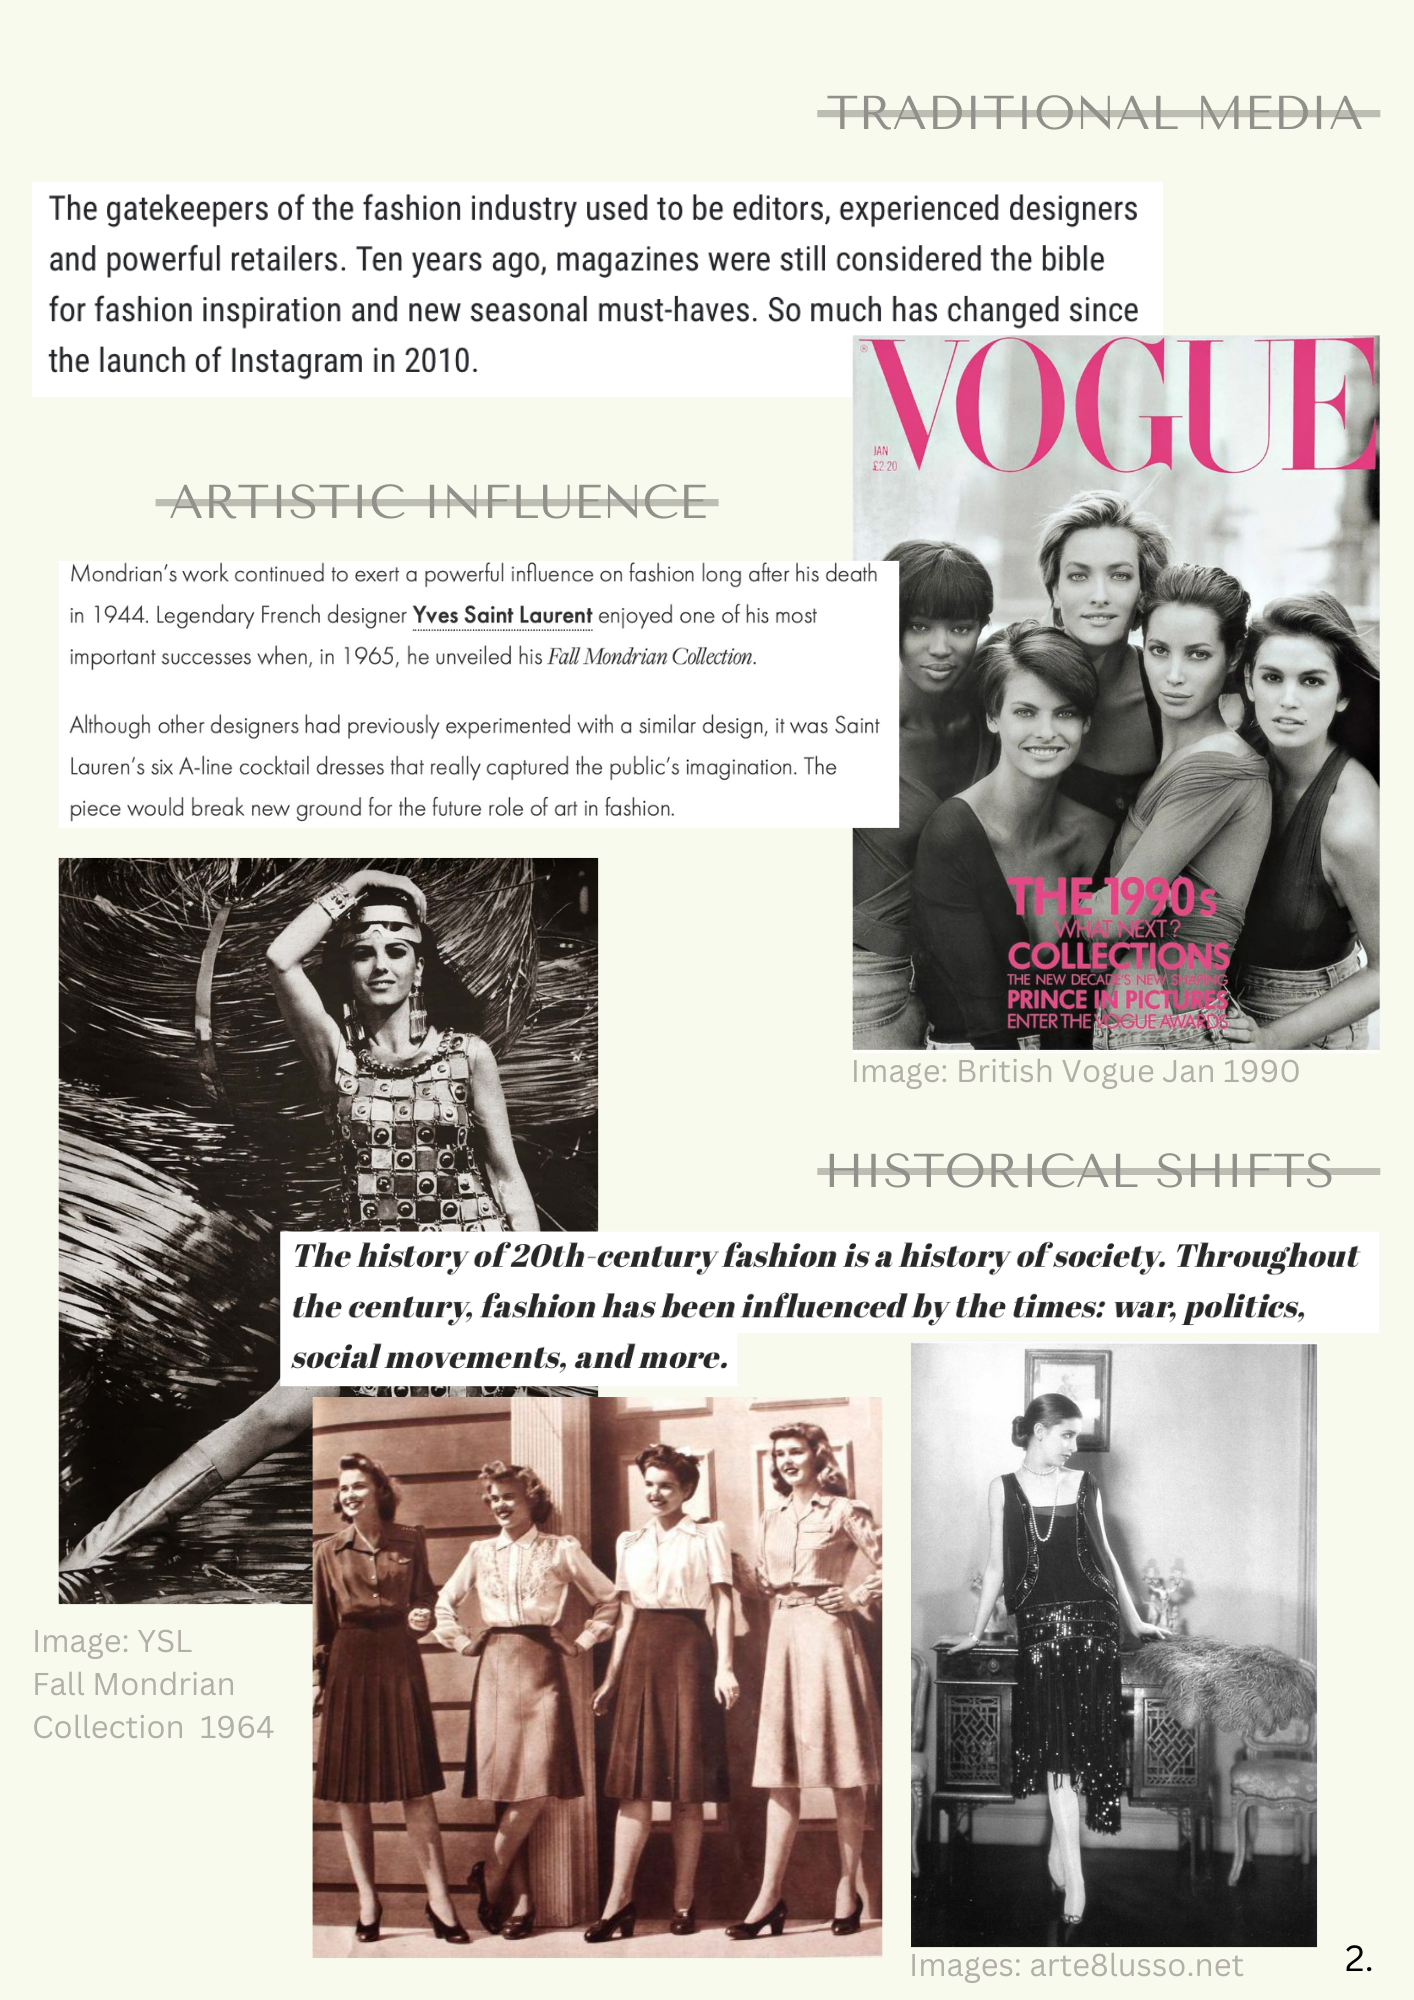 TRADITIONAL MEDIA
The gatekeepers of the fashion industry used to be editors, experienced designers
and powerful retailers. Ten years ago, magazines were still considered the bible
for fashion inspiration and new seasonal must-haves. So much has changed since
the launch of Instagram in 2010.
VOGUE
JAN
£2·20
ARTISTIC INFLUENCE
Mondrian's work continued to exert a powerful influence on fashion long after his death
in 1944. Legendary French designer Yves Saint Laurent enjoyed one of his most
important successes when, in 1965, he unveiled his Fall Mondrian Collection.
Although other designers had previously experimented with a similar design, it was Saint
Lauren's six A-line cocktail dresses that really captured the public's imagination. The
piece would break new ground for the future role of art in fashion.
THE 1990s
WHAT NEXT?
COLLECTIONS
THE NEW DECADE'S NEW SHAPING
PRINCE IN PICTURES
ENTER THE VOGUE AWARDS
Image: British Vogue Jan 1990
HISTORICAL SHIFTS
The history of 20th-century fashion is a history of society. Throughout
the century, fashion has been influenced by the times: war, politics,
social movements, and more.
Image: YSL
Fall Mondrian
Collection 1964
Images: arte8lusso.net
2.